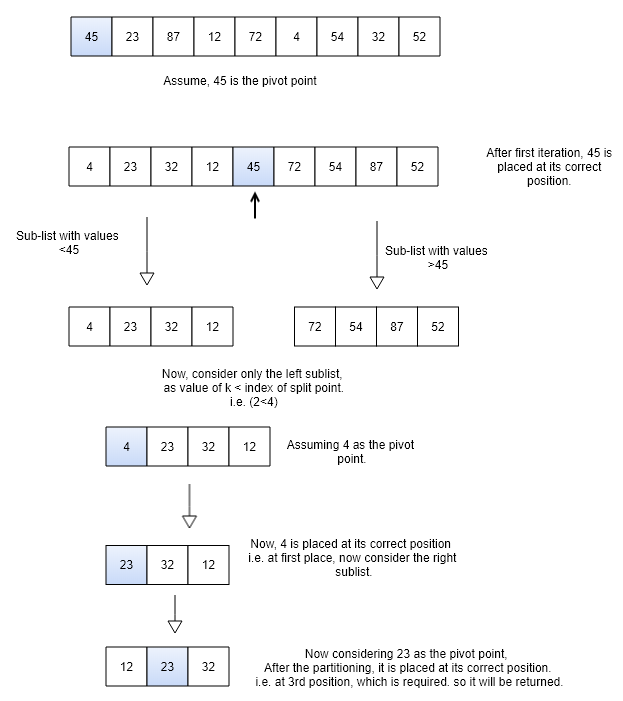 45 23 87 12 72 4 54 32 52
Assume, 45 is the pivot point
4 23 32 12 45 72 54 87 52
After first iteration, 45 is
placed at its correct
position.
Sub-list with values
<45
Sub-list with values
>45
4 23 32 12
72 54 87 52
Now, consider only the left sublist,
as value of k < index of split point.
i.e. (2<4)
4 23 32 12
Assuming 4 as the pivot
point.
Now, 4 is placed at its correct position
i.e. at first place, now consider the right
sublist.
23 32 12
12 23 32
Now considering 23 as the pivot point,
After the partitioning, it is placed at its correct position.
i.e. at 3rd position, which is required. so it will be returned.